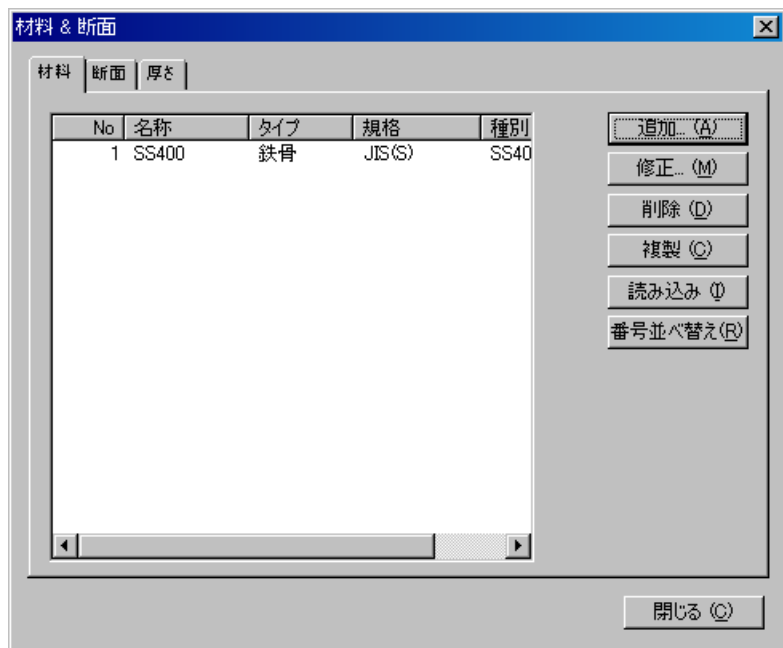 材料 & 断面
材料 断面 厚さ
No 名称 タイプ 規格 種別
1 SS400 鉄骨 JIS(S) SS40
追加... (A)
修正... (M)
削除 (D)
複製 (C)
読み込み (I)
番号並べ替え(R)
閉じる (C)